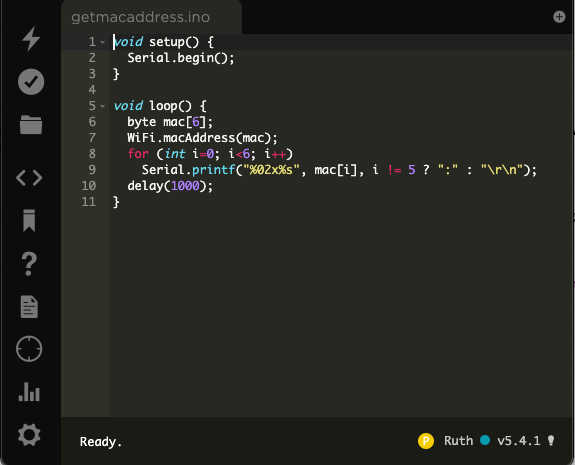 getmacaddress.ino
1 void setup() {
2 Serial.begin();
3 }
4
5 void loop() {
6 byte mac[6];
7 WiFi.macAddress(mac);
8 for (int i=0; i<6; i++)
9 Serial.printf("%02x%s", mac[i], i != 5 ? ":" : "\r\n");
10 delay(1000);
11 }
Ready.
P Ruth v5.4.1